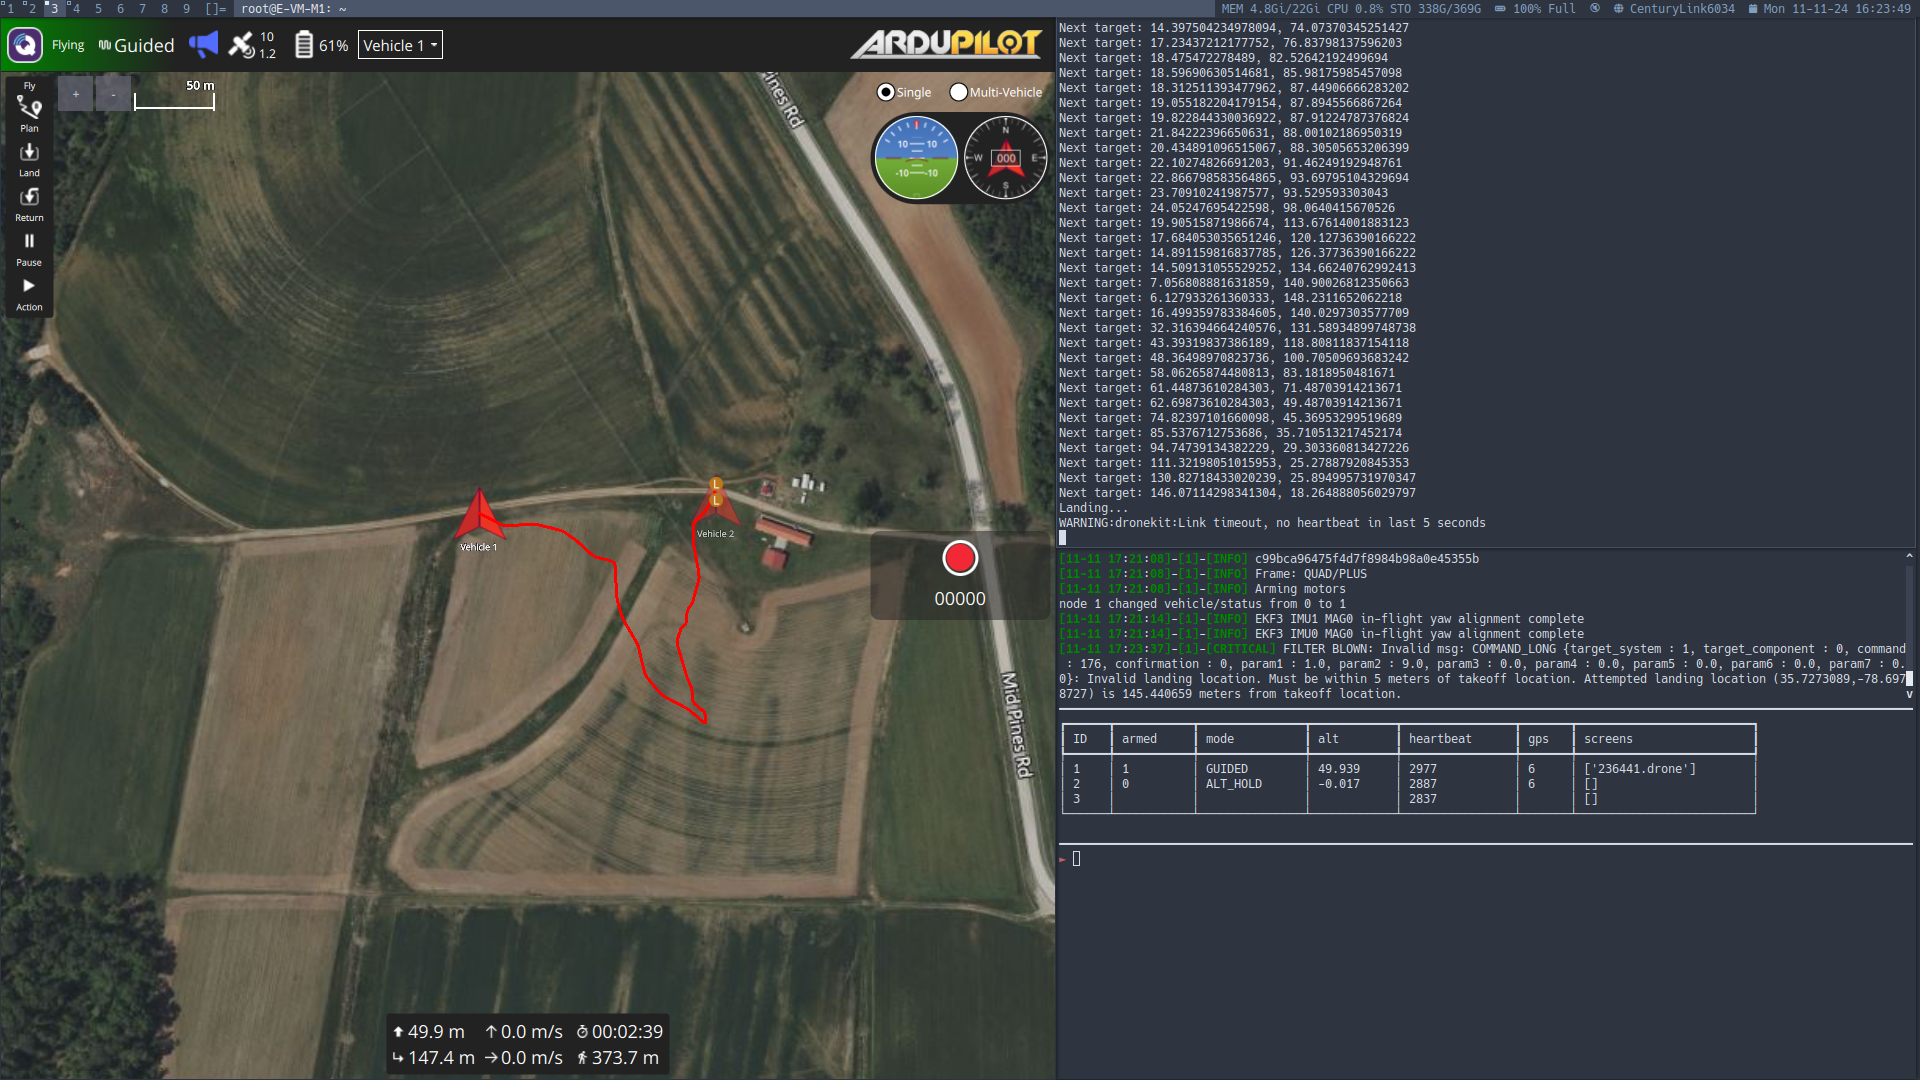 1 2 3 4 5 6 7 8 9 []= root@E-VM-M1: ~ MEM 4.8Gi/22Gi CPU 0.8% STO 338G/369G 100% Full CenturyLink6034 Mon 11-11-24 16:23:49
Flying Guided 10 1.2 61% Vehicle 1 ARDUPILOT
Fly
Plan
Land
Return
Pause
Action
+ -
50 m
Single Multi-Vehicle
10 10
-10 -10
N
W 000 E
S
Mid Pines Rd
L
L
Vehicle 1
Vehicle 2
00000
Mid Pines Rd
49.9 m 0.0 m/s 00:02:39
147.4 m 0.0 m/s 373.7 m
Next target: 14.397504234978094, 74.07370345251427
Next target: 17.23437212177752, 76.83798137596203
Next target: 18.475472278489, 82.52642192499694
Next target: 18.59690630514681, 85.98175985457098
Next target: 18.312511393477962, 87.44906666283202
Next target: 19.055182204179154, 87.8945566867264
Next target: 19.822844330036922, 87.91224787376824
Next target: 21.84222396650631, 88.00102186950319
Next target: 20.434891096515067, 88.30505653206399
Next target: 22.10274826691203, 91.46249192948761
Next target: 22.866798583564865, 93.69795104329694
Next target: 23.70910241987577, 93.529593303043
Next target: 24.05247695422598, 98.0640415670526
Next target: 19.90515871986674, 113.67614001883123
Next target: 17.684053035651246, 120.12736390166222
Next target: 14.891159816837785, 126.37736390166222
Next target: 14.509131055529252, 134.66240762992413
Next target: 7.056808881631859, 140.90026812350663
Next target: 6.127933261360333, 148.2311652062218
Next target: 16.499359783384605, 140.0297303577709
Next target: 32.316394664240576, 131.58934899748738
Next target: 43.39319837386189, 118.80811837154118
Next target: 48.36498970823736, 100.70509693683242
Next target: 58.06265874480813, 83.1818950481671
Next target: 61.44873610284303, 71.48703914213671
Next target: 62.69873610284303, 49.48703914213671
Next target: 74.82397101660098, 45.36953299519689
Next target: 85.5376712753686, 35.710513217452174
Next target: 94.74739134382229, 29.303360813427226
Next target: 111.32198051015953, 25.27887920845353
Next target: 130.82718433020239, 25.894995731970347
Next target: 146.07114298341304, 18.264888056029797
Landing...
WARNING:dronekit:Link timeout, no heartbeat in last 5 seconds
[11-11 17:21:08]-[1]-[INFO] c99bca96475f4d7f8984b98a0e45355b
[11-11 17:21:08]-[1]-[INFO] Frame: QUAD/PLUS
[11-11 17:21:08]-[1]-[INFO] Arming motors
node 1 changed vehicle/status from 0 to 1
[11-11 17:21:14]-[1]-[INFO] EKF3 IMU1 MAG0 in-flight yaw alignment complete
[11-11 17:21:14]-[1]-[INFO] EKF3 IMU0 MAG0 in-flight yaw alignment complete
[11-11 17:23:37]-[1]-[CRITICAL] FILTER BLOWN: Invalid msg: COMMAND_LONG {target_system : 1, target_component : 0, command
: 176, confirmation : 0, param1 : 1.0, param2 : 9.0, param3 : 0.0, param4 : 0.0, param5 : 0.0, param6 : 0.0, param7 : 0.
0}: Invalid landing location. Must be within 5 meters of takeoff location. Attempted landing location (35.7273089,-78.697
8727) is 145.440659 meters from takeoff location.
ID armed mode alt heartbeat gps screens
1 1 GUIDED 49.939 2977 6 ['236441.drone']
2 0 ALT_HOLD -0.017 2887 6 []
3 2837 []